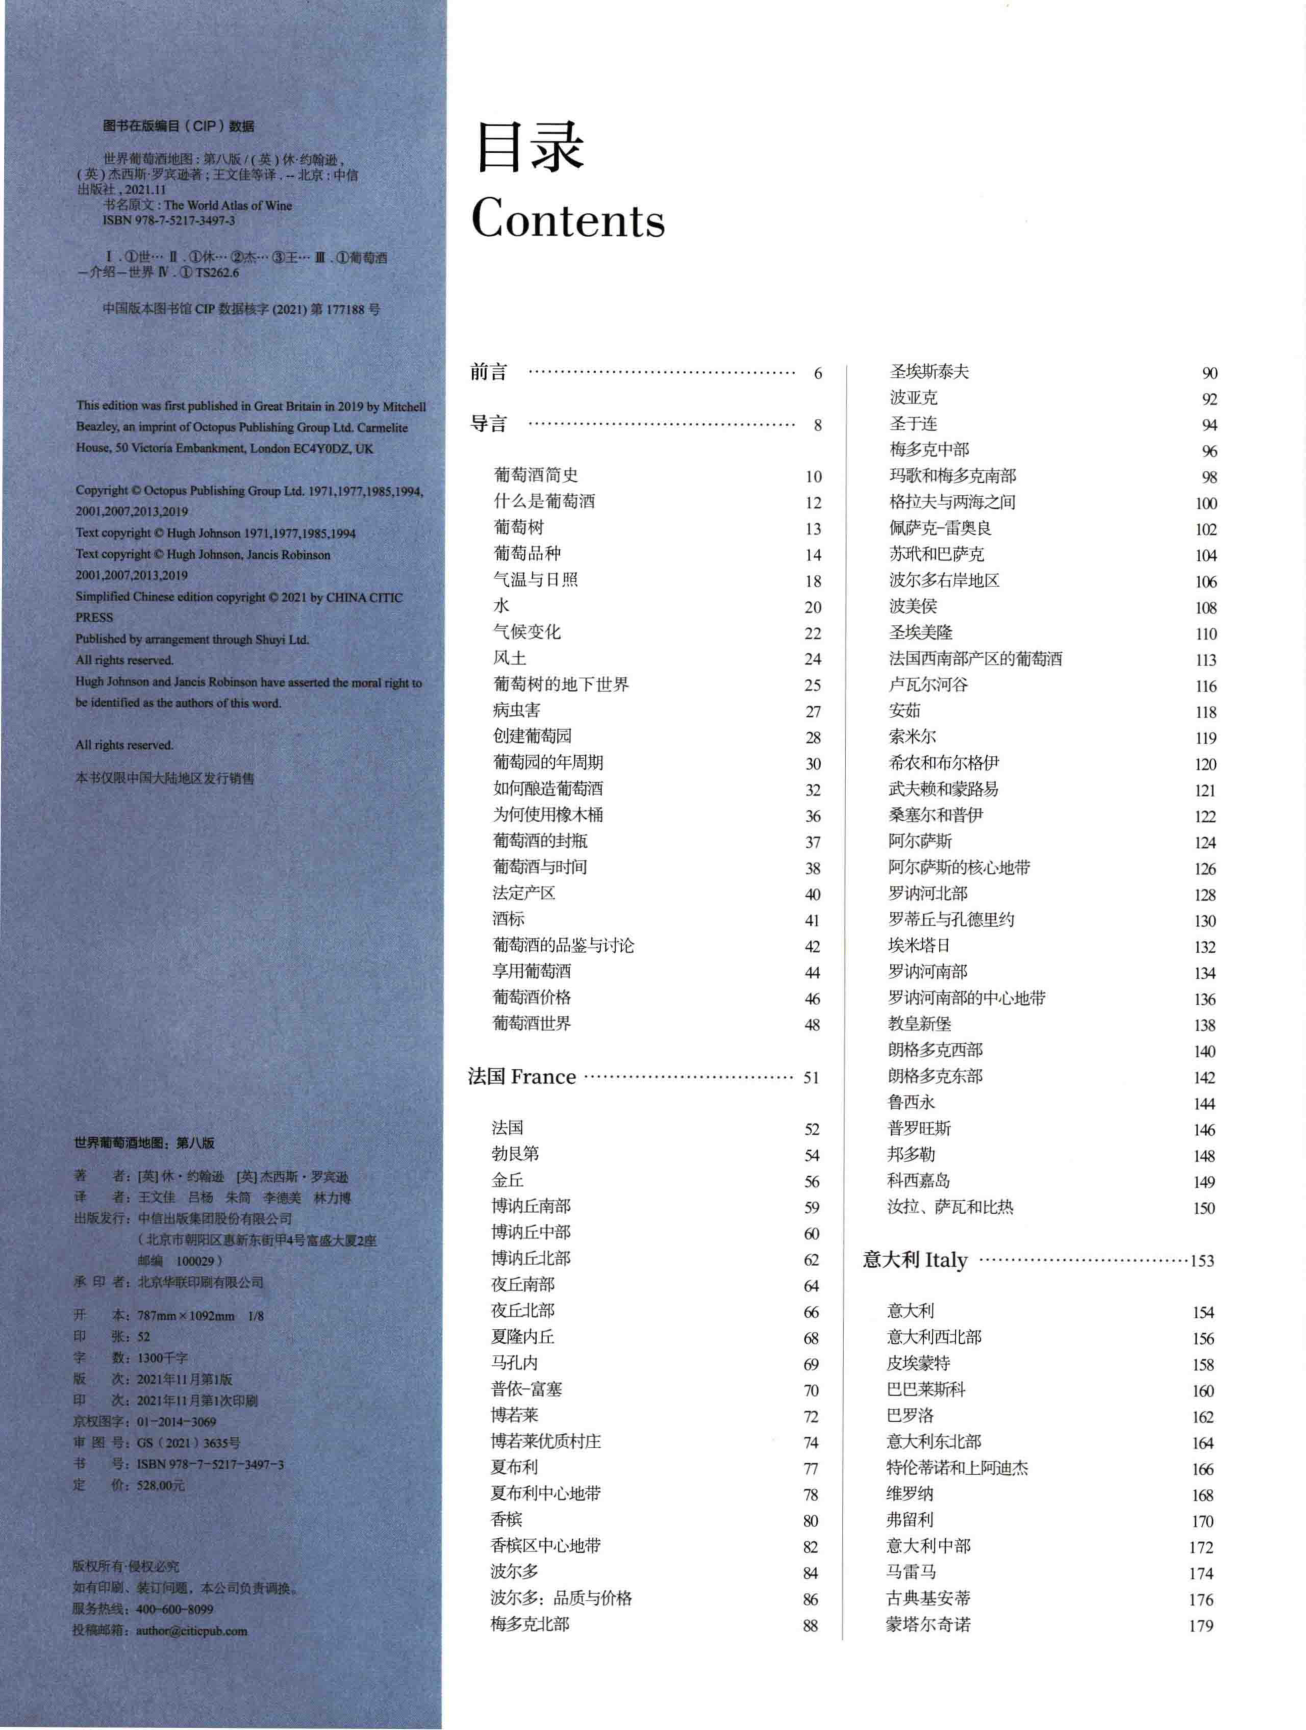 图书在版编目（CIP）数据
世界葡萄酒地图：第八版/（英）休·约翰逊，
（英）杰西斯·罗宾逊著；王文佳等译．-- 北京：中信
出版社，2021.11
书名原文：The World Atlas of Wine
ISBN 978-7-5217-3497-3
Ⅰ．①世… Ⅱ．①休… ②杰… ③王… Ⅲ．①葡萄酒
－介绍－世界 Ⅳ．① TS262.6
中国版本图书馆 CIP 数据核字 (2021) 第 177188 号
This edition was first published in Great Britain in 2019 by Mitchell
Beazley, an imprint of Octopus Publishing Group Ltd. Carmelite
House, 50 Victoria Embankment, London EC4Y0DZ, UK
Copyright © Octopus Publishing Group Ltd. 1971,1977,1985,1994,
2001,2007,2013,2019
Text copyright © Hugh Johnson 1971,1977,1985,1994
Text copyright © Hugh Johnson, Jancis Robinson
2001,2007,2013,2019
Simplified Chinese edition copyright © 2021 by CHINA CITIC
PRESS
Published by arrangement through Shuyi Ltd.
All rights reserved.
Hugh Johnson and Jancis Robinson have asserted the moral right to
be identified as the authors of this word.
All rights reserved.
本书仅限中国大陆地区发行销售
世界葡萄酒地图：第八版
著 者：[英]休·约翰逊 [英]杰西斯·罗宾逊
译 者：王文佳 吕杨 朱简 李德美 林力博
出版发行：中信出版集团股份有限公司
（北京市朝阳区惠新东街甲4号富盛大厦2座
邮编 100029）
承 印 者：北京华联印刷有限公司
开 本：787mm×1092mm 1/8
印 张：52
字 数：1300千字
版 次：2021年11月第1版
印 次：2021年11月第1次印刷
京权图字：01-2014-3069
审 图 号：GS（2021）3635号
书 号：ISBN 978-7-5217-3497-3
定 价：528.00元
版权所有·侵权必究
如有印刷、装订问题，本公司负责调换。
服务热线：400-600-8099
投稿邮箱：author@citicpub.com
目录
Contents
前言 ........................................ 6
导言 ........................................ 8
葡萄酒简史 10
什么是葡萄酒 12
葡萄树 13
葡萄品种 14
气温与日照 18
水 20
气候变化 22
风土 24
葡萄树的地下世界 25
病虫害 27
创建葡萄园 28
葡萄园的年周期 30
如何酿造葡萄酒 32
为何使用橡木桶 36
葡萄酒的封瓶 37
葡萄酒与时间 38
法定产区 40
酒标 41
葡萄酒的品鉴与讨论 42
享用葡萄酒 44
葡萄酒价格 46
葡萄酒世界 48
法国 France ................................ 51
法国 52
勃艮第 54
金丘 56
博讷丘南部 59
博讷丘中部 60
博讷丘北部 62
夜丘南部 64
夜丘北部 66
夏隆内丘 68
马孔内 69
普依-富塞 70
博若莱 72
博若莱优质村庄 74
夏布利 77
夏布利中心地带 78
香槟 80
香槟区中心地带 82
波尔多 84
波尔多：品质与价格 86
梅多克北部 88
圣埃斯泰夫 90
波亚克 92
圣于连 94
梅多克中部 96
玛歌和梅多克南部 98
格拉夫与两海之间 100
佩萨克-雷奥良 102
苏玳和巴萨克 104
波尔多右岸地区 106
波美侯 108
圣埃美隆 110
法国西南部产区的葡萄酒 113
卢瓦尔河谷 116
安茹 118
索米尔 119
希农和布尔格伊 120
武夫赖和蒙路易 121
桑塞尔和普伊 122
阿尔萨斯 124
阿尔萨斯的核心地带 126
罗讷河北部 128
罗蒂丘与孔德里约 130
埃米塔日 132
罗讷河南部 134
罗讷河南部的中心地带 136
教皇新堡 138
朗格多克西部 140
朗格多克东部 142
鲁西永 144
普罗旺斯 146
邦多勒 148
科西嘉岛 149
汝拉、萨瓦和比热 150
意大利 Italy ................................ 153
意大利 154
意大利西北部 156
皮埃蒙特 158
巴巴莱斯科 160
巴罗洛 162
意大利东北部 164
特伦蒂诺和上阿迪杰 166
维罗纳 168
弗留利 170
意大利中部 172
马雷马 174
古典基安蒂 176
蒙塔尔奇诺 179